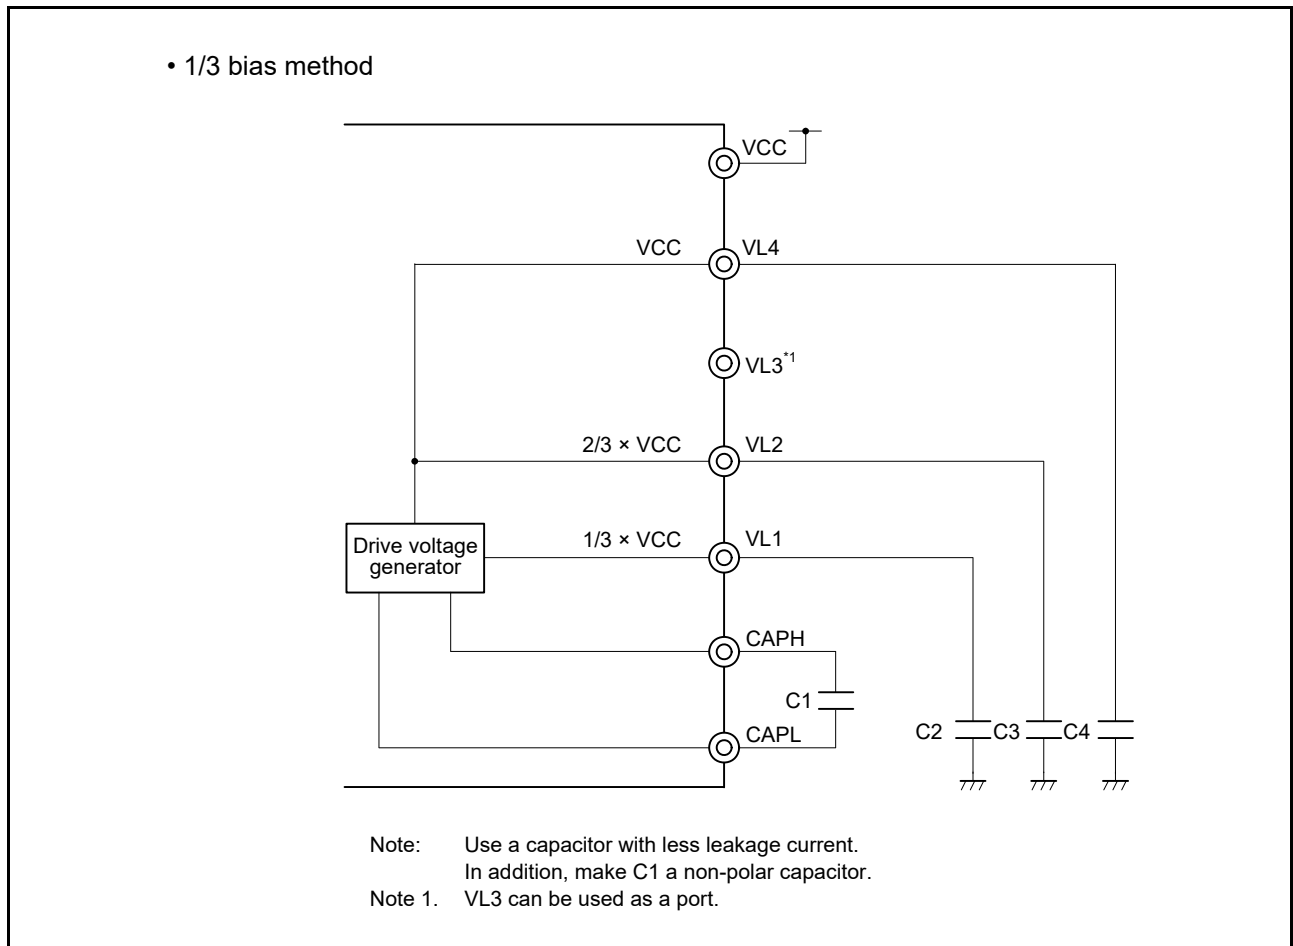 • 1/3 bias method
VCC
VCC
VL4
VL3*1
2/3 × VCC
VL2
1/3 × VCC
VL1
Drive voltage
generator
CAPH
C1
CAPL
C2
C3
C4
Note: Use a capacitor with less leakage current.
In addition, make C1 a non-polar capacitor.
Note 1. VL3 can be used as a port.